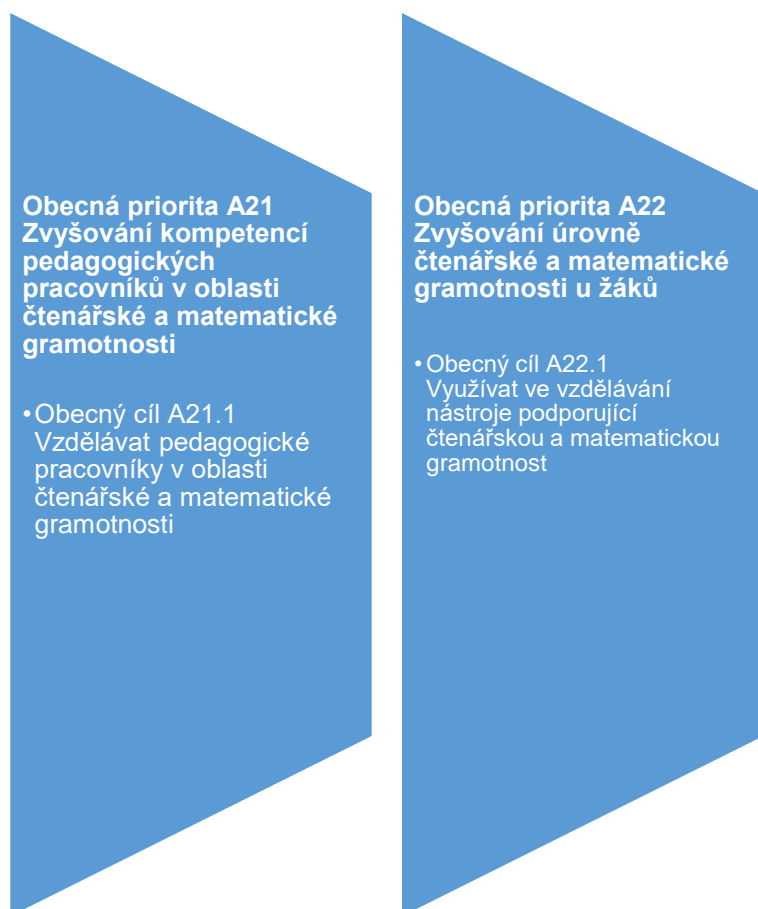 Obecná priorita A21
Zvyšování kompetencí
pedagogických
pracovníků v oblasti
čtenářské a matematické
gramotnosti
•Obecný cíl A21.1
Vzdělávat pedagogické
pracovníky v oblasti
čtenářské a matematické
gramotnosti
Obecná priorita A22
Zvyšování úrovně
čtenářské a matematické
gramotnosti u žáků
•Obecný cíl A22.1
Využívat ve vzdělávání
nástroje podporující
čtenářskou a matematickou
gramotnost